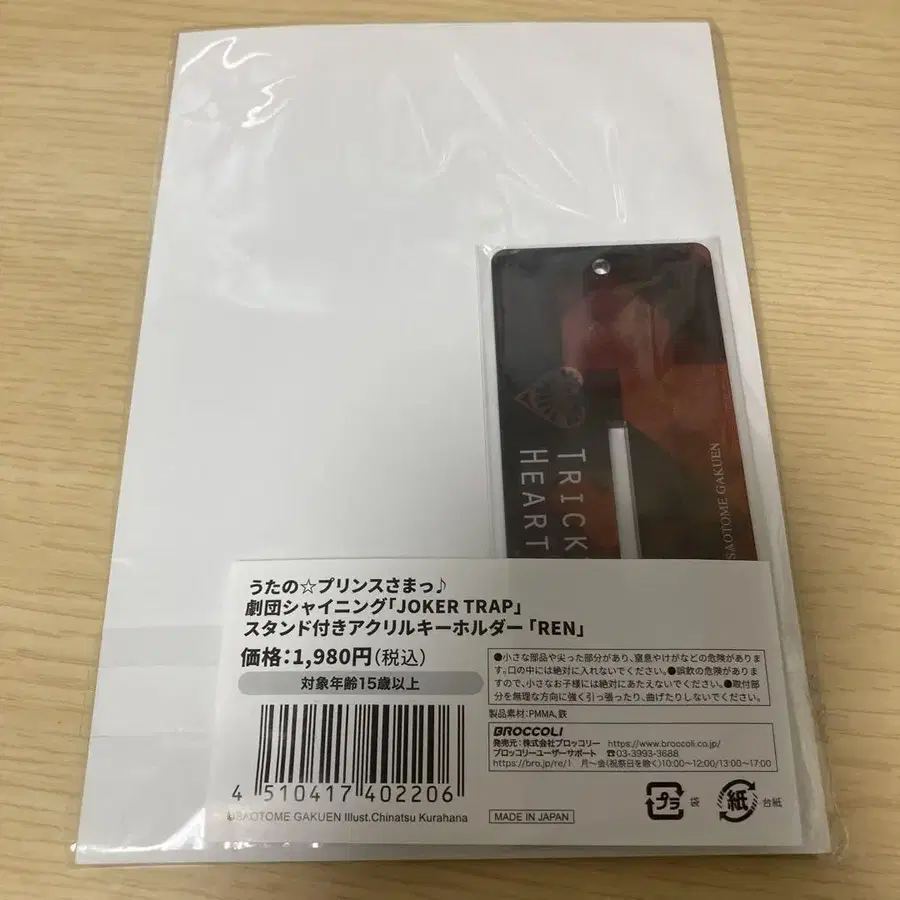 TRICK
HEART
SAOTOME GAKUEN
うたの☆プリンスさまっ♪
劇団シャイニング「JOKER TRAP」
スタンド付きアクリルキーホルダー「REN」
価格:1,980円(税込)
対象年齢15歳以上
4 510417 402206
©SAOTOME GAKUEN Illust.Chinatsu Kurahana
●小さな部品や尖った部分があり、窒息やけがなどの危険がありま
す。口の中には絶対に入れないでください。●誤飲の危険がありま
すので、小さなお子様には絶対にあたえないでください。●取付部
分を無理な方向に強く引っ張ったり、曲げたりしないでください。
製品素材:PMMA、鉄
BROCCOLI
発売元:株式会社ブロッコリー https://www.broccoli.co.jp/
ブロッコリーユーザーサポート ☎03-3993-3688
https://bro.jp/re/1 月~金(祝祭日を除く)10:00~12:00/13:00~17:00
MADE IN JAPAN
プラ 袋
紙 台紙